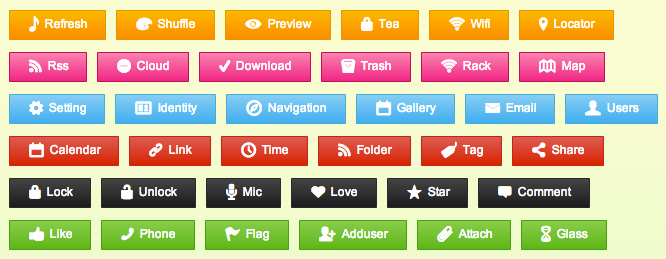 Refresh Shuffle Preview Tea Wifi Locator
Rss Cloud Download Trash Rack Map
Setting Identity Navigation Gallery Email Users
Calendar Link Time Folder Tag Share
Lock Unlock Mic Love Star Comment
Like Phone Flag Adduser Attach Glass